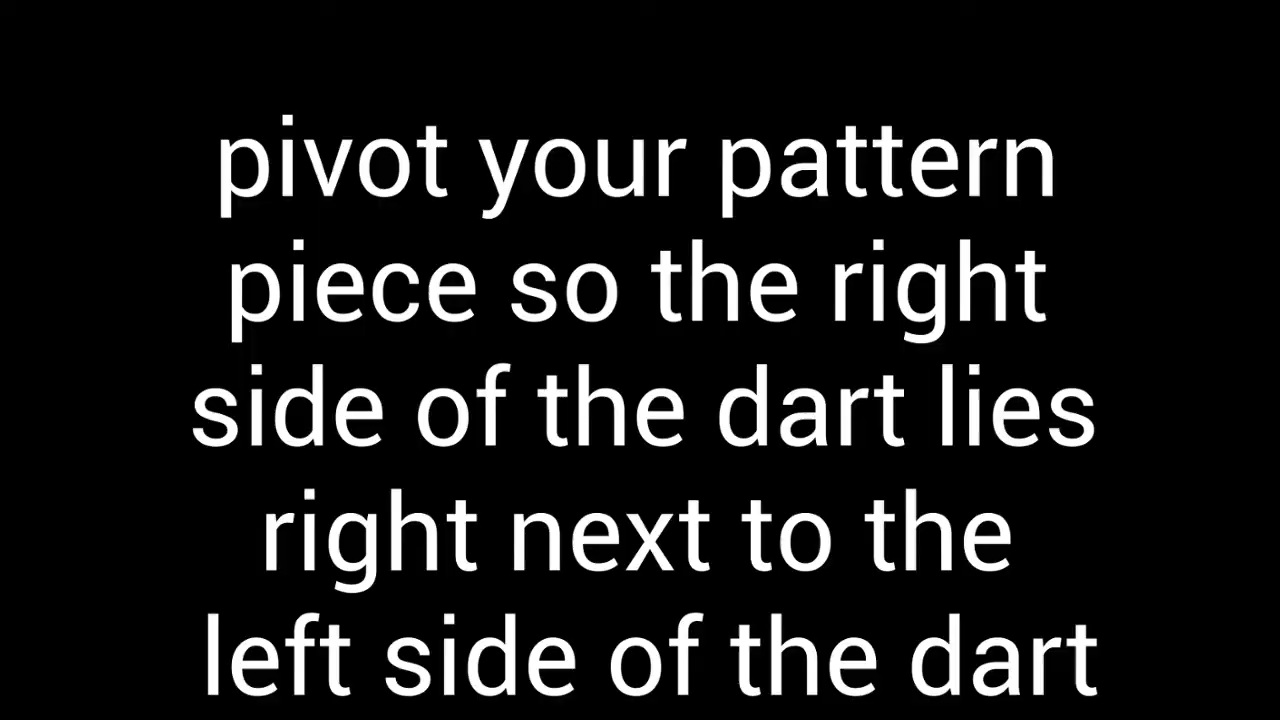 pivot your pattern
piece so the right
side of the dart lies
right next to the
left side of the dart